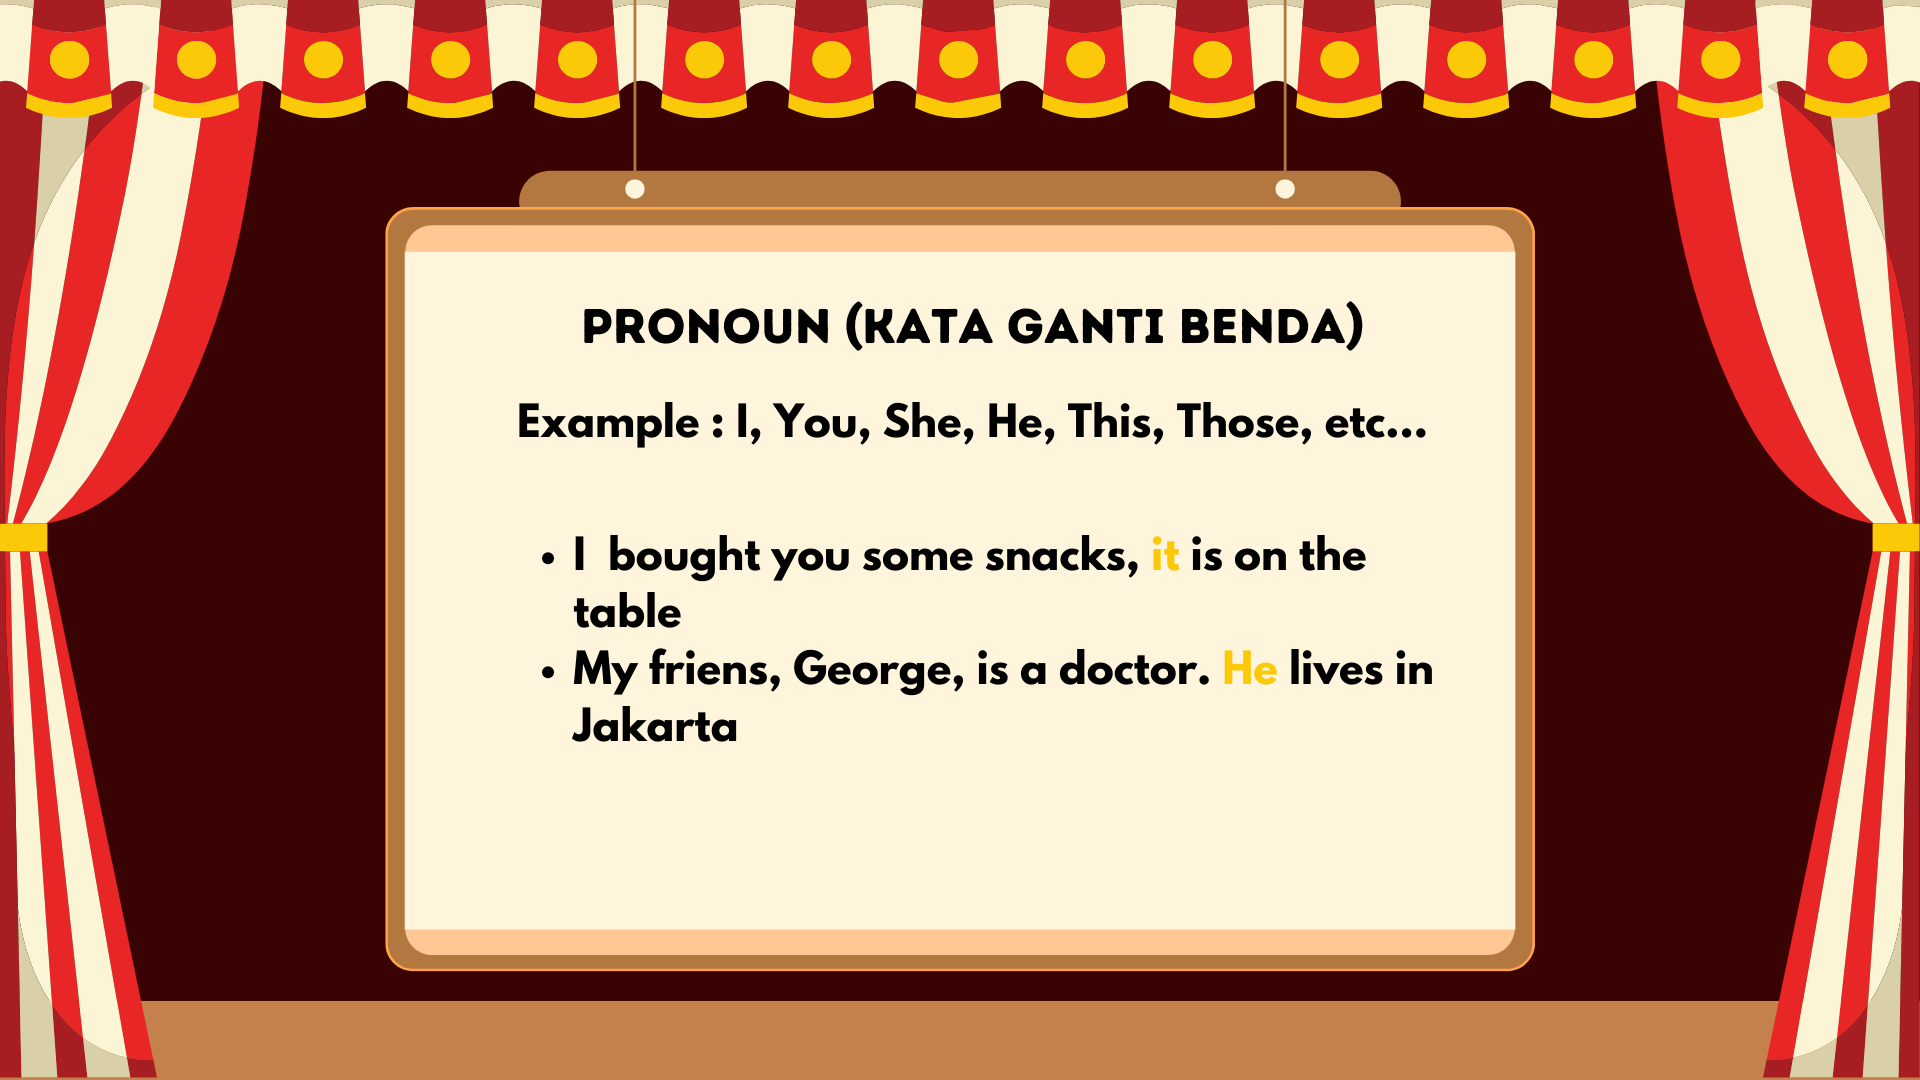 PRONOUN (KATA GANTI BENDA)
Example : I, You, She, He, This, Those, etc...
• I  bought you some snacks, it is on the
table
• My friens, George, is a doctor. He lives in
Jakarta